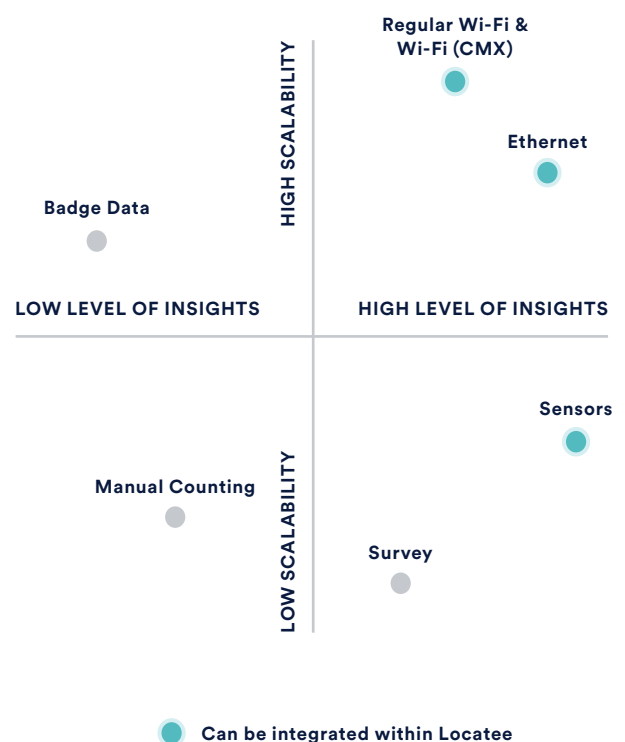 Regular Wi-Fi &
Wi-Fi (CMX)
HIGH SCALABILITY
Ethernet
Badge Data
LOW LEVEL OF INSIGHTS
HIGH LEVEL OF INSIGHTS
Sensors
Manual Counting
LOW SCALABILITY
Survey
Can be integrated within Locatee